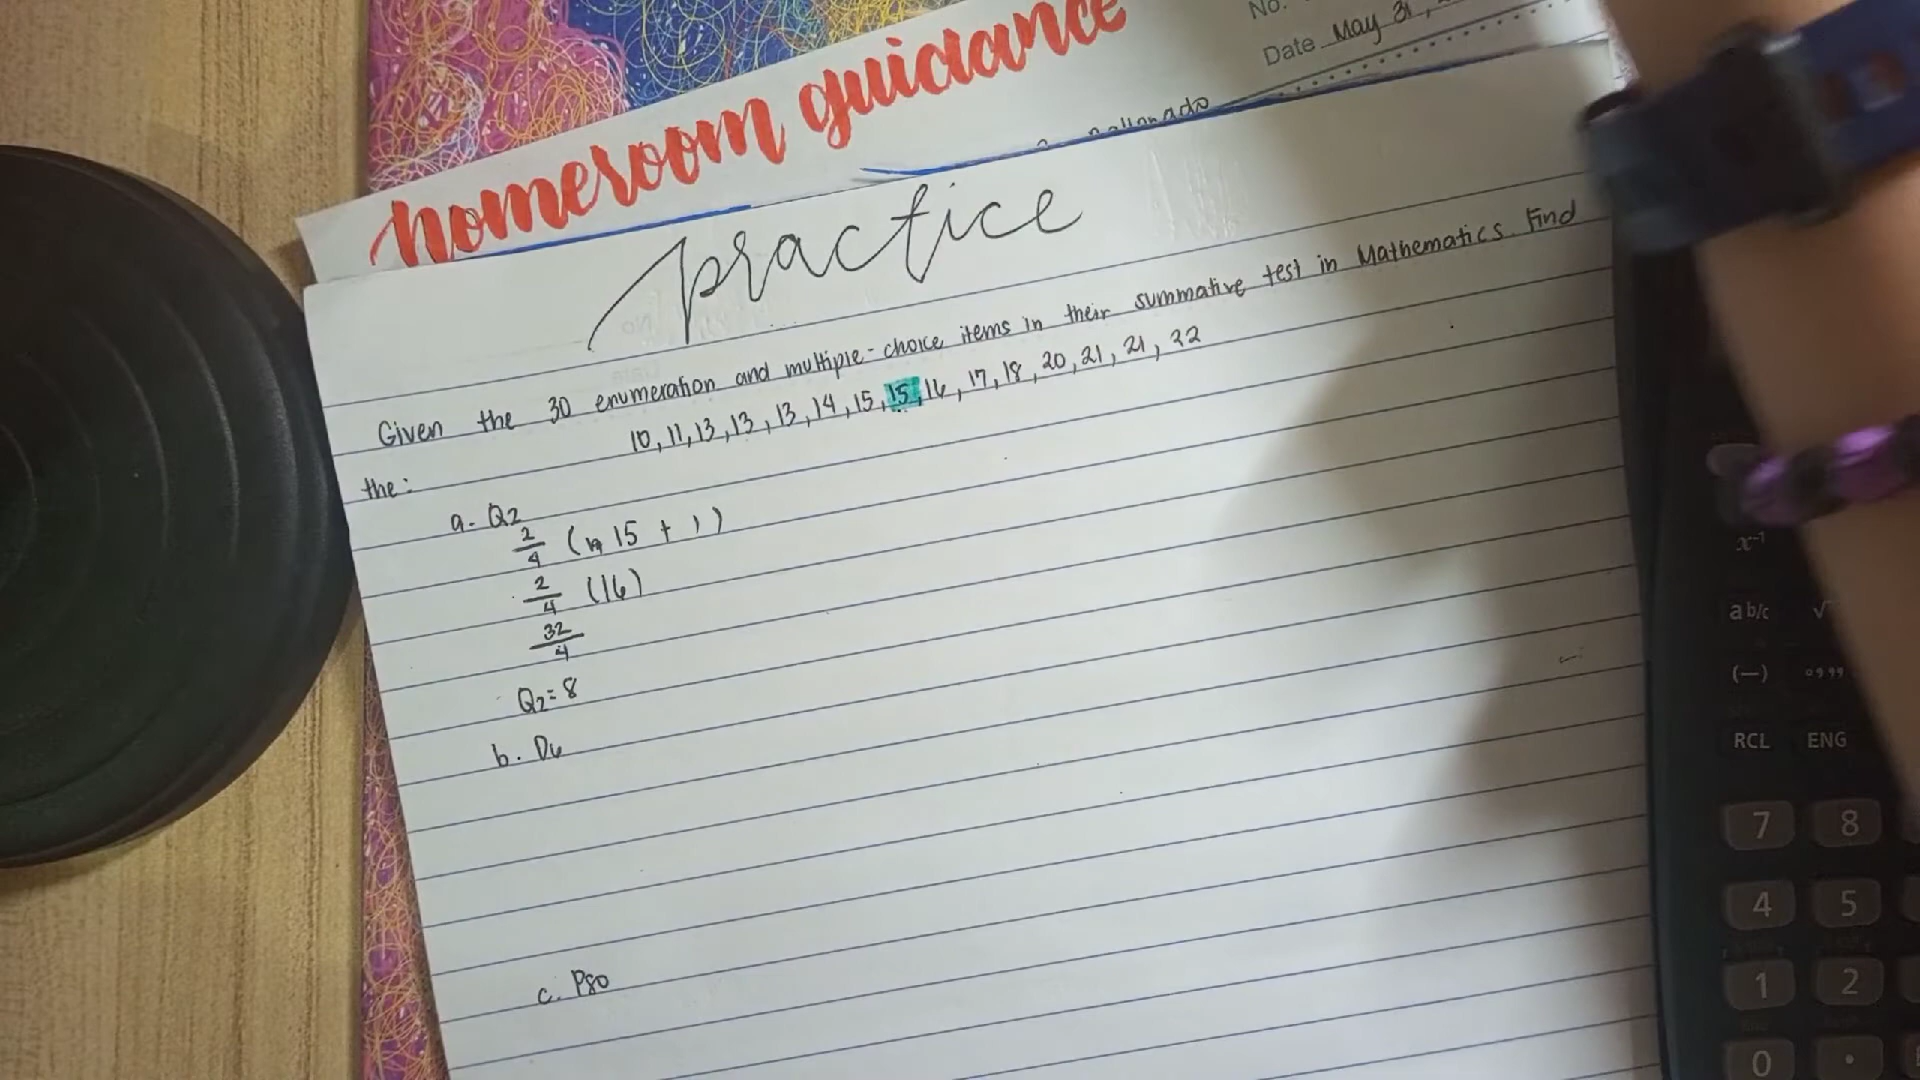 homeroom guidance
No.
Date May 31,
practice
Given the 30 enumeration and multiple-choice items in their summative test in Mathematics. Find
the:
10, 11, 13, 13, 13, 14, 15, 15, 16, 17, 18, 20, 21, 21, 22
a. Q2
2/4 (15 + 1)
2/4 (16)
32/4
Q2 = 8
b. D6
c. P80
x⁻¹
a b/c √
(—) ° ' ''
RCL ENG
7 8
4 5
1 2
0 .